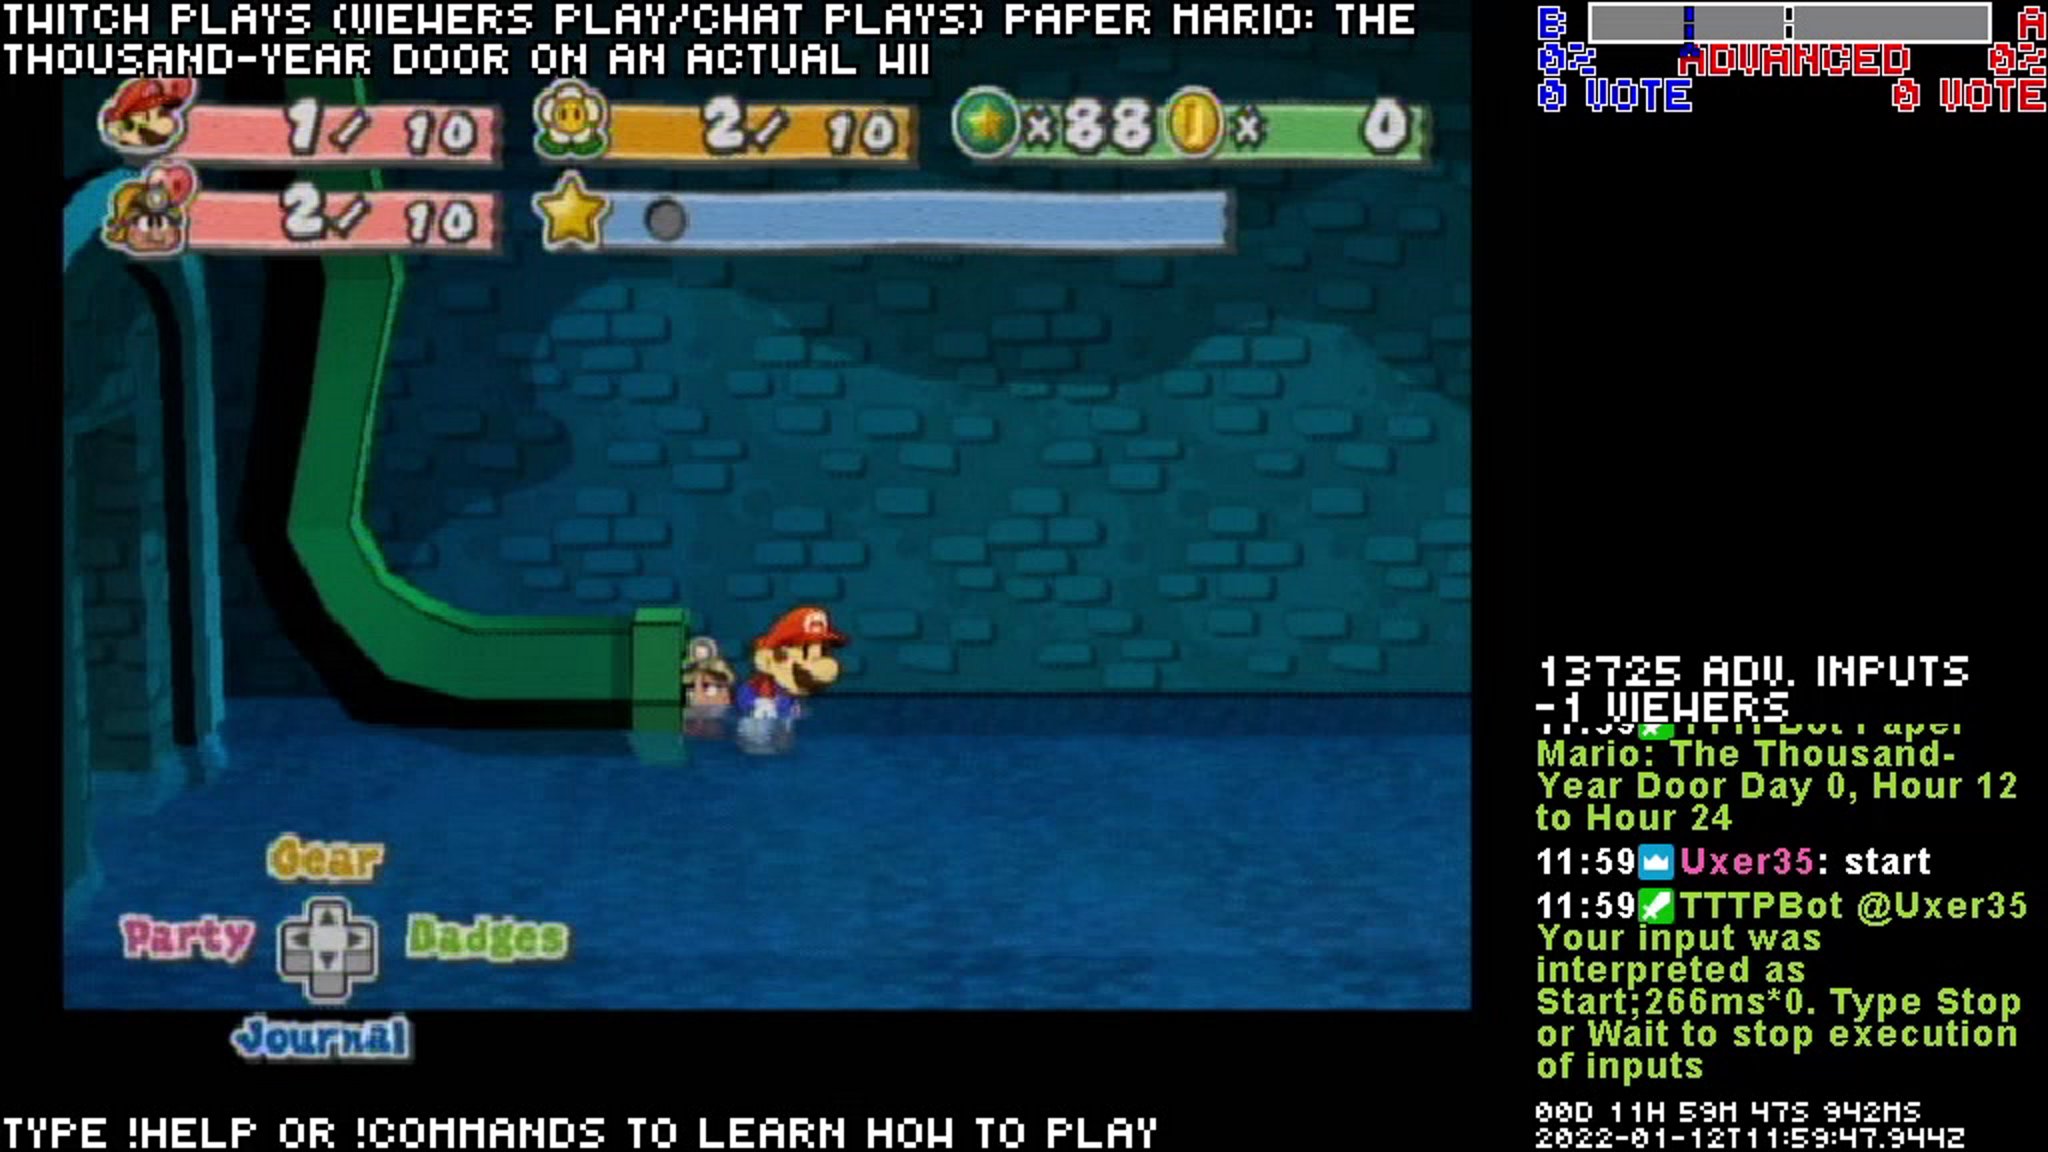 TWITCH PLAYS (VIEWERS PLAY/CHAT PLAYS) PAPER MARIO: THE
THOUSAND-YEAR DOOR ON AN ACTUAL WII
1/ 10
2/ 10
×88
× 0
2/ 10
Gear
Party
Badges
Journal
TYPE !HELP OR !COMMANDS TO LEARN HOW TO PLAY
B
A
0%
ADVANCED
0%
0 VOTE
0 VOTE
13725 ADV. INPUTS
-1 VIEWERS
11:59 TTTPBot Paper
Mario: The Thousand-
Year Door Day 0, Hour 12
to Hour 24
11:59 Uxer35: start
11:59 TTTPBot @Uxer35
Your input was
interpreted as
Start;266ms*0. Type Stop
or Wait to stop execution
of inputs
00D 11H 59M 47S 942MS
2022-01-12T11:59:47.944Z